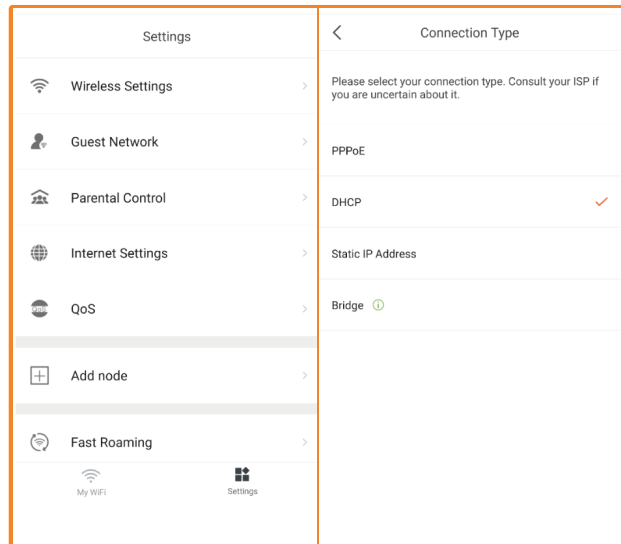 Settings
Wireless Settings
Guest Network
Parental Control
Internet Settings
QoS
QoS
Add node
Fast Roaming
My WiFi
Settings
Connection Type
Please select your connection type. Consult your ISP if
you are uncertain about it.
PPPoE
DHCP
Static IP Address
Bridge